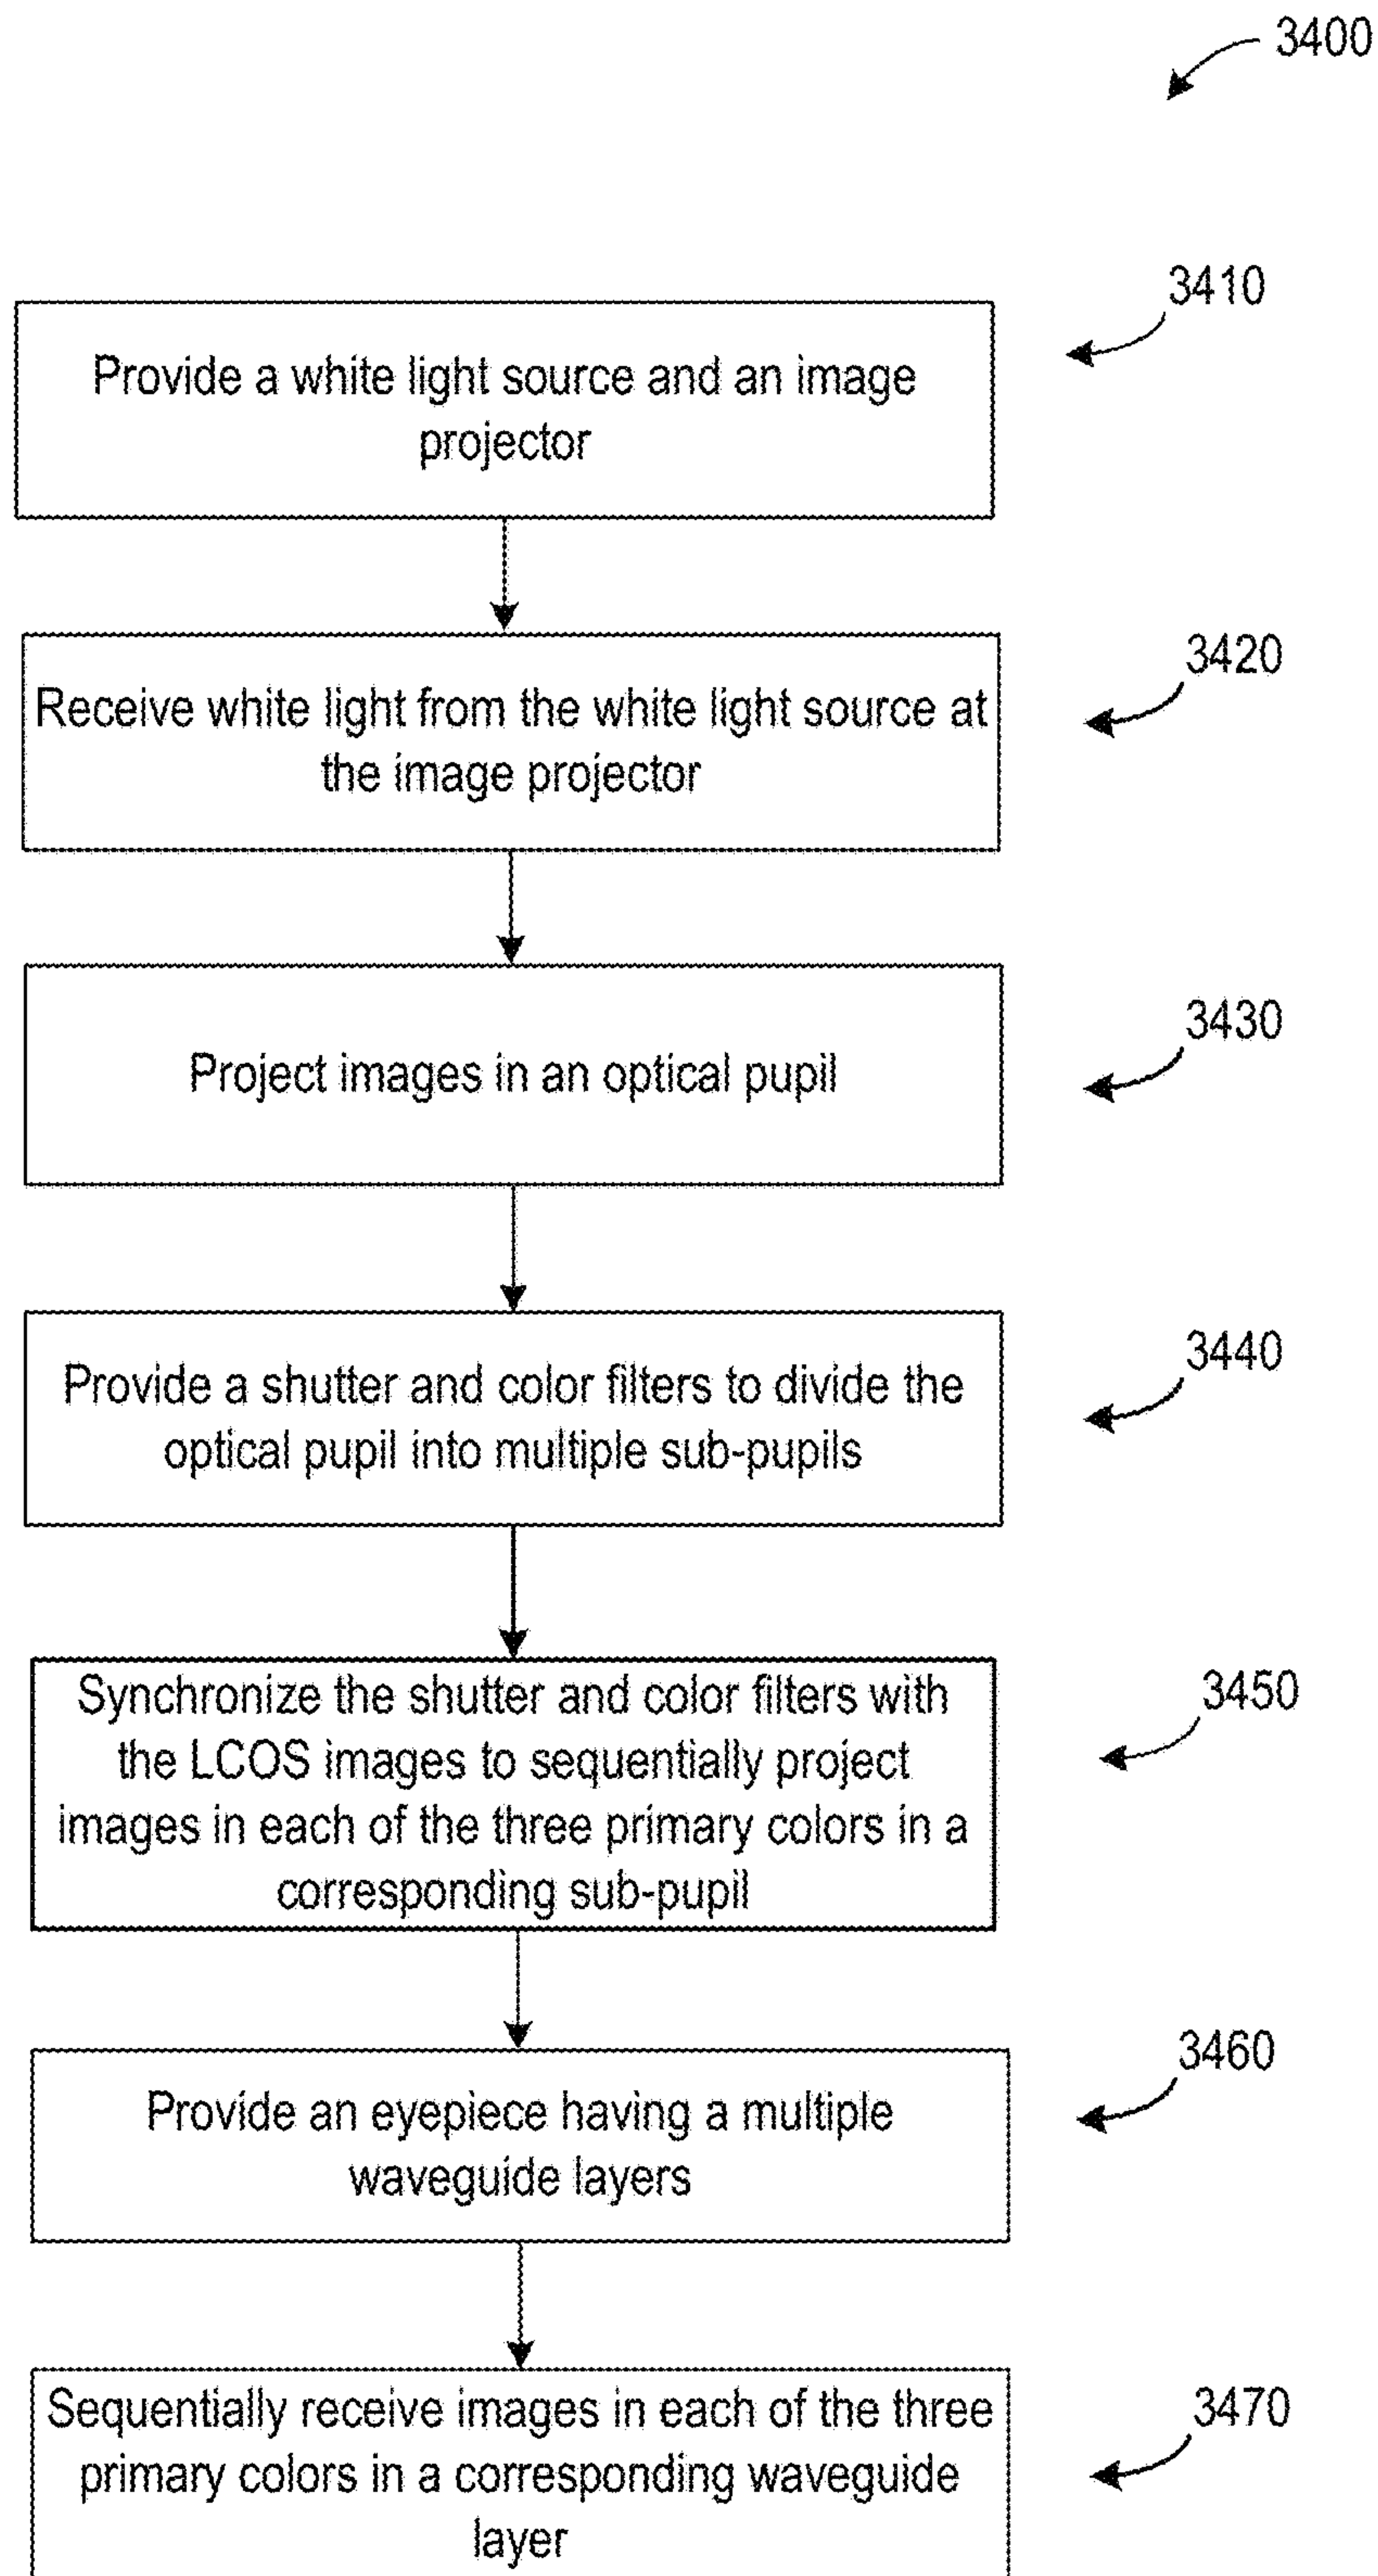 3400
3410
Provide a white light source and an image
projector
3420
Receive white light from the white light source at
the image projector
3430
Project images in an optical pupil
3440
Provide a shutter and color filters to divide the
optical pupil into multiple sub-pupils
3450
Synchronize the shutter and color filters with
the LCOS images to sequentially project
images in each of the three primary colors in a
corresponding sub-pupil
3460
Provide an eyepiece having a multiple
waveguide layers
3470
Sequentially receive images in each of the three
primary colors in a corresponding waveguide
layer